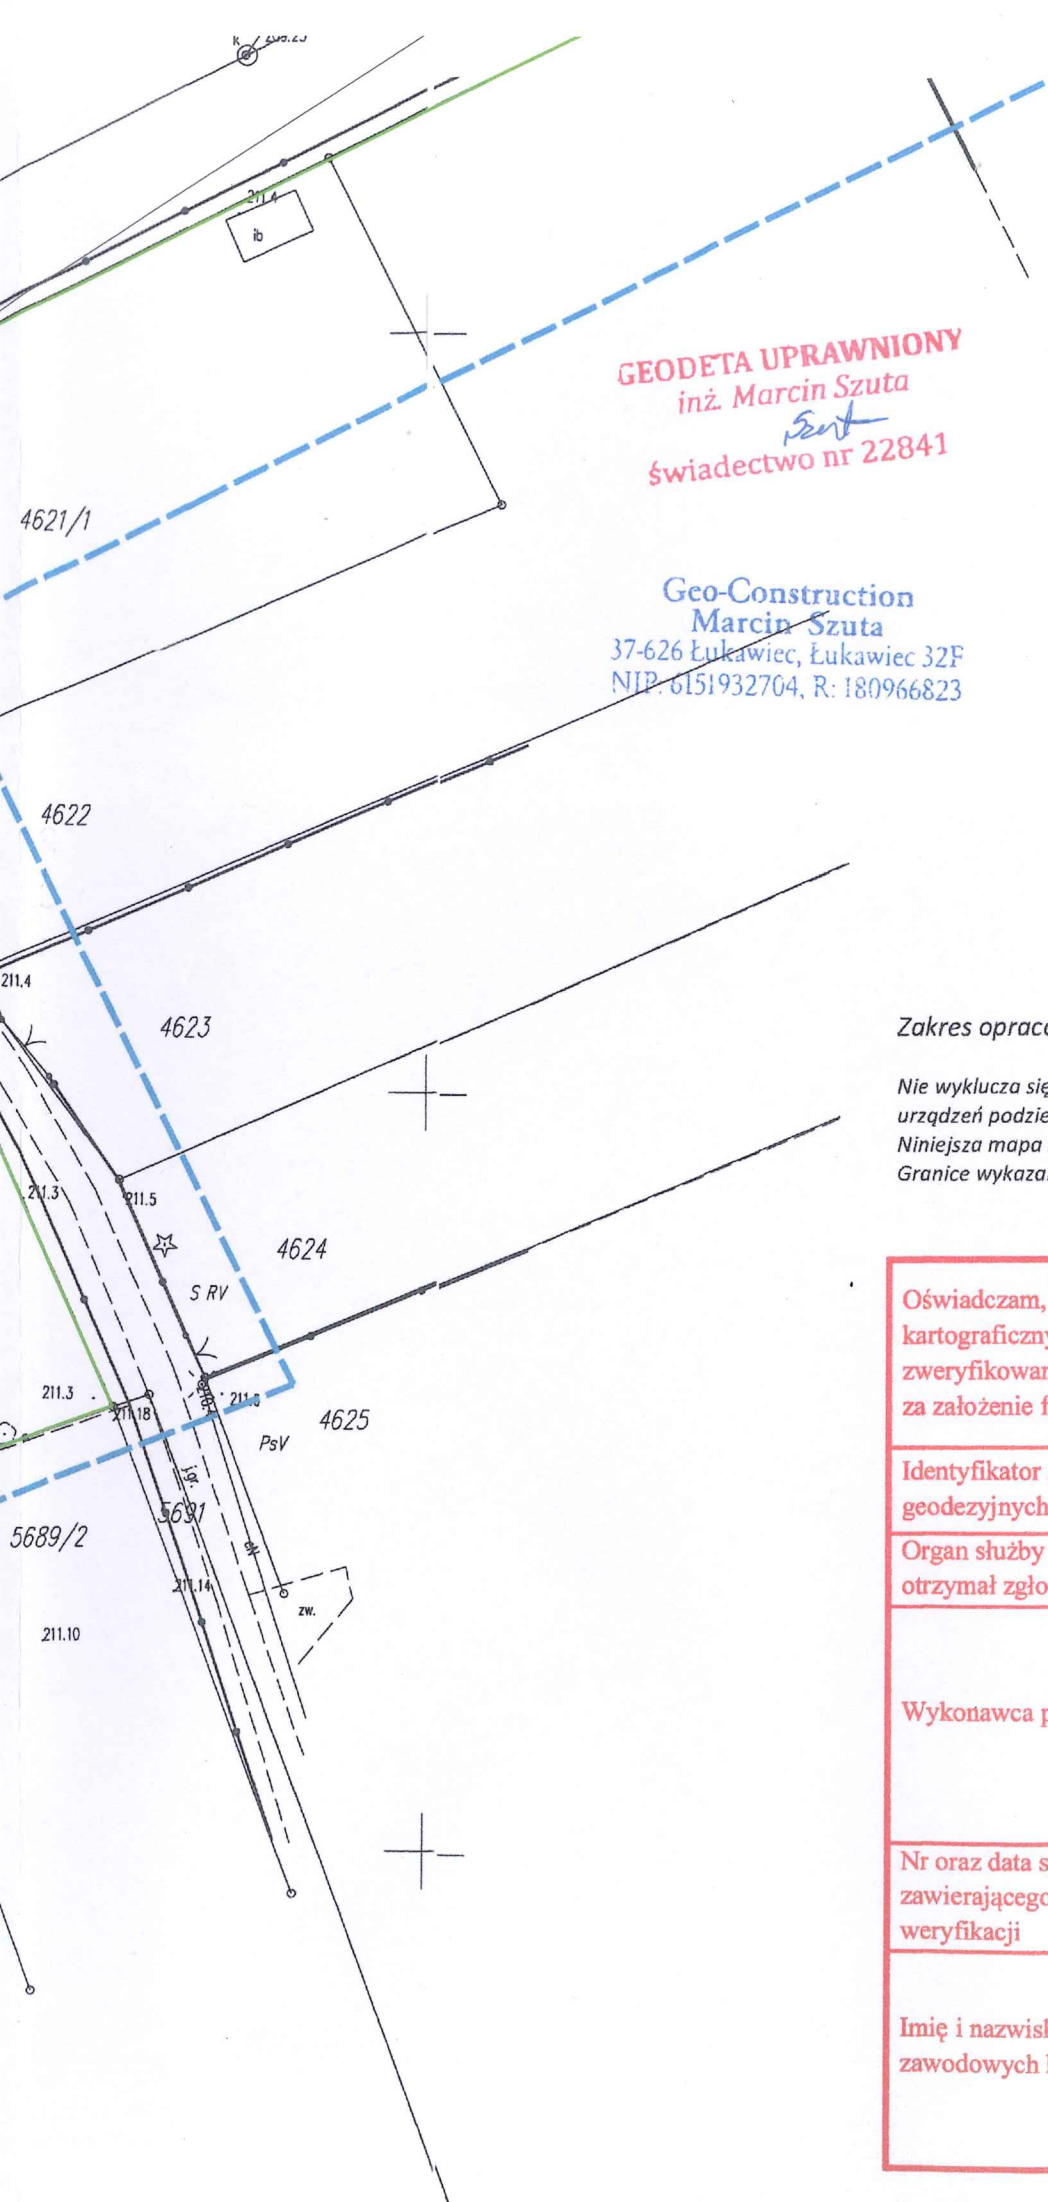 k
211.4
ib
GEODETA UPRAWNIONY
inż. Marcin Szuta
świadectwo nr 22841
4621/1
Geo-Construction
Marcin Szuta
37-626 Łukawiec, Łukawiec 32F
NIP: 6151932704, R: 180966823
4622
211.4
4623
Zakres opraco
Nie wyklucza się
urządzeń podzie
Niniejsza mapa
Granice wykaza
211.3
211.5
4624
S RV
Oświadczam,
kartograficzny
zweryfikowan
za założenie f
211.3
211.18
4625
PsV
j.gr.
Identyfikator
geodezyjnych
5691
5689/2
Organ służby
otrzymał zgło
211.14
zw.
211.10
Wykonawca p
Nr oraz data s
zawierającego
weryfikacji
Imię i nazwisk
zawodowych